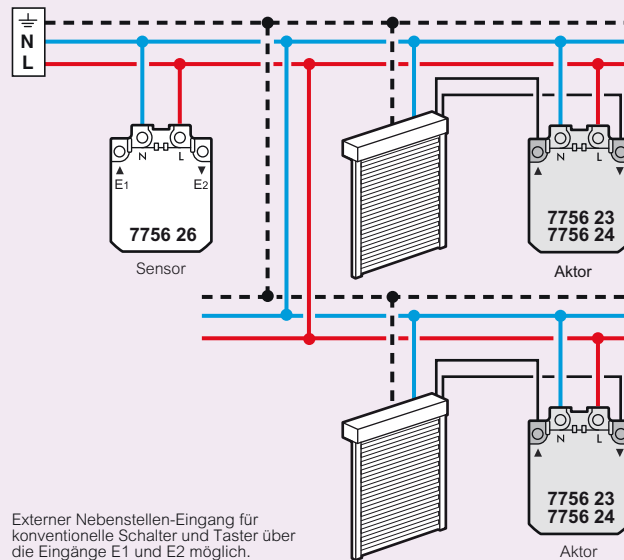 N
L
N L
E1 E2
7756 26
Sensor
N L
7756 23
7756 24
Aktor
N L
7756 23
7756 24
Aktor
Externer Nebenstellen-Eingang für
konventionelle Schalter und Taster über
die Eingänge E1 und E2 möglich.